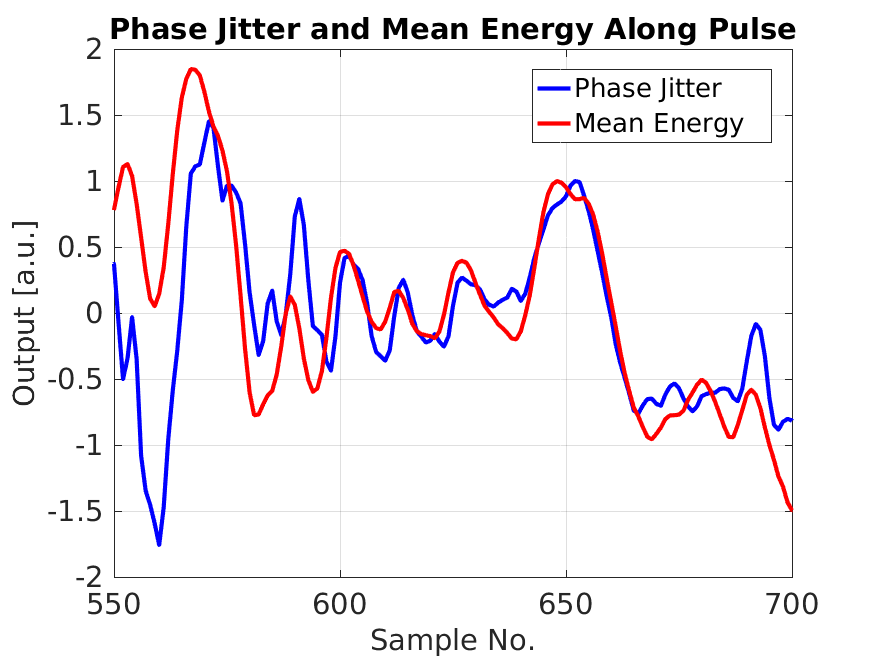 Phase Jitter and Mean Energy Along Pulse
2
1.5
1
0.5
0
-0.5
-1
-1.5
-2
550
600
650
700
Output [a.u.]
Sample No.
Phase Jitter
Mean Energy